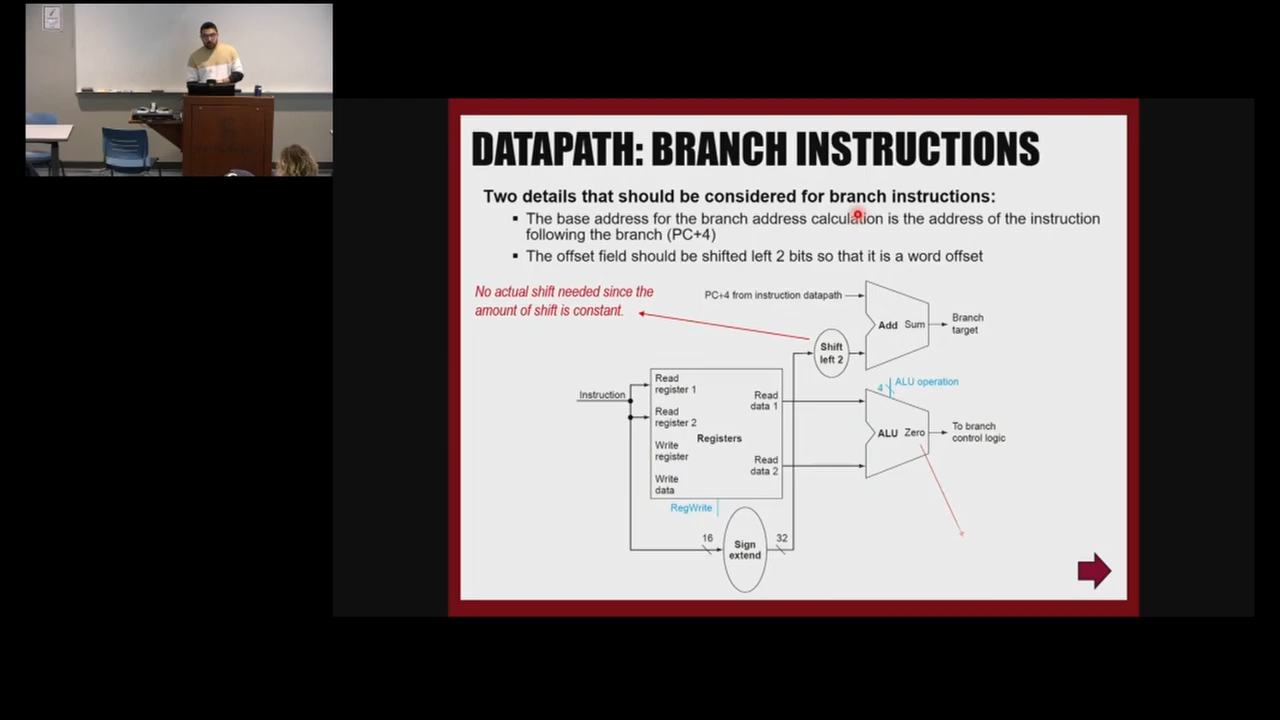 DATAPATH: BRANCH INSTRUCTIONS
Two details that should be considered for branch instructions:
▪ The base address for the branch address calculation is the address of the instruction
following the branch (PC+4)
▪ The offset field should be shifted left 2 bits so that it is a word offset
No actual shift needed since the
amount of shift is constant.
PC+4 from instruction datapath
Add Sum
Branch
target
Shift
left 2
4
ALU operation
Instruction
Read
register 1
Read
register 2
Write
register
Write
data
Registers
Read
data 1
Read
data 2
ALU Zero
To branch
control logic
RegWrite
16
Sign
extend
32